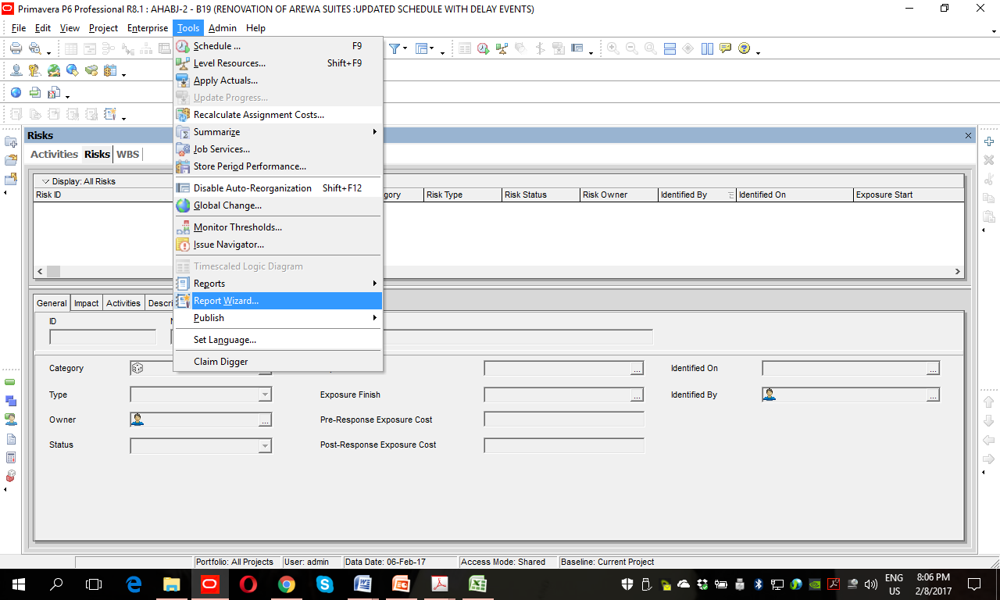 Primavera P6 Professional R8.1 : AHABJ-2 - B19 (RENOVATION OF AREWA SUITES :UPDATED SCHEDULE WITH DELAY EVENTS)
File Edit View Project Enterprise Tools Admin Help
Schedule ... F9
Level Resources... Shift+F9
Apply Actuals...
Update Progress...
Recalculate Assignment Costs...
Summarize
Job Services...
Store Period Performance...
Disable Auto-Reorganization Shift+F12
Global Change...
Monitor Thresholds...
Issue Navigator...
Timescaled Logic Diagram
Reports
Report Wizard...
Publish
Set Language...
Claim Digger
Risks
Activities Risks WBS
Display: All Risks
Risk ID gory Risk Type Risk Status Risk Owner Identified By Identified On Exposure Start
General Impact Activities Descri
ID
Category ... Identified On ...
Type Exposure Finish ... Identified By ...
Owner ... Pre-Response Exposure Cost
Status Post-Response Exposure Cost
Portfolio: All Projects User: admin Data Date: 06-Feb-17 Access Mode: Shared Baseline: Current Project
ENG 8:06 PM
US 2/8/2017